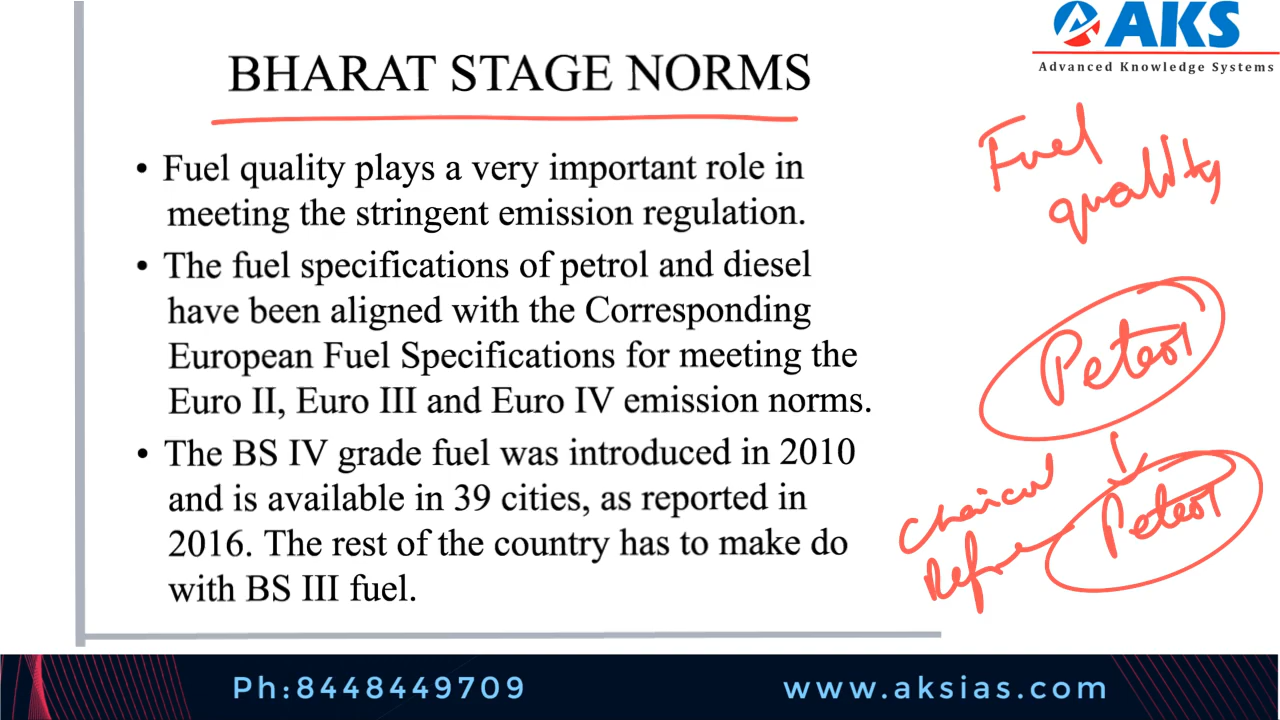 AKS
Advanced Knowledge Systems
BHARAT STAGE NORMS
• Fuel quality plays a very important role in
meeting the stringent emission regulation.
• The fuel specifications of petrol and diesel
have been aligned with the Corresponding
European Fuel Specifications for meeting the
Euro II, Euro III and Euro IV emission norms.
• The BS IV grade fuel was introduced in 2010
and is available in 39 cities, as reported in
2016. The rest of the country has to make do
with BS III fuel.
Fuel
quality
Petrol
Petrol
Ph:8448449709
www.aksias.com